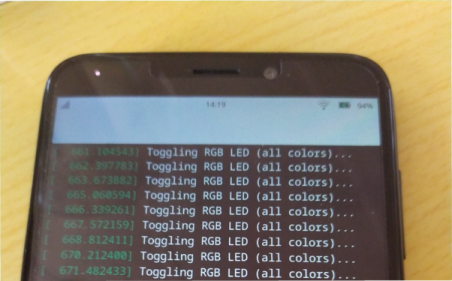 14:19 94%
[ 661.104543] Toggling RGB LED (all colors)...
[ 662.397783] Toggling RGB LED (all colors)...
[ 663.673882] Toggling RGB LED (all colors)...
[ 665.060594] Toggling RGB LED (all colors)...
[ 666.339261] Toggling RGB LED (all colors)...
[ 667.572159] Toggling RGB LED (all colors)...
[ 668.812411] Toggling RGB LED (all colors)...
[ 670.212400] Toggling RGB LED (all colors)...
[ 671.482433] Toggling RGB LED (all colors)...